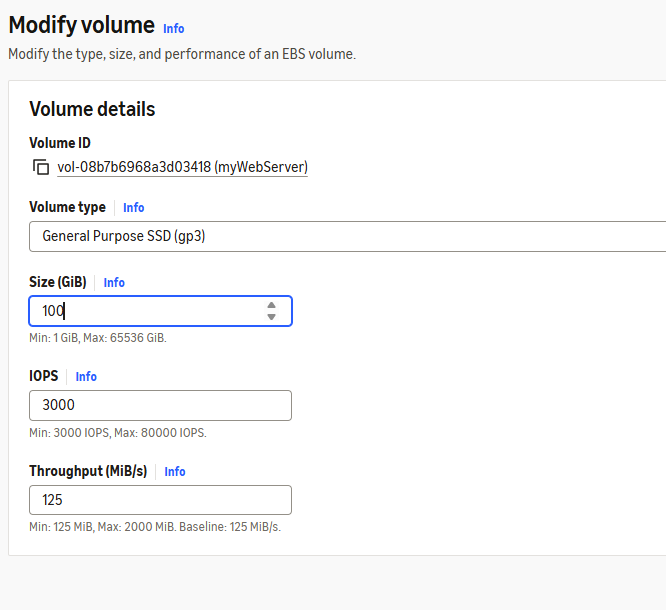 Modify volume Info
Modify the type, size, and performance of an EBS volume.
Volume details
Volume ID
vol-08b7b6968a3d03418 (myWebServer)
Volume type Info
General Purpose SSD (gp3)
Size (GiB) Info
100
Min: 1 GiB, Max: 65536 GiB.
IOPS Info
3000
Min: 3000 IOPS, Max: 80000 IOPS.
Throughput (MiB/s) Info
125
Min: 125 MiB, Max: 2000 MiB. Baseline: 125 MiB/s.